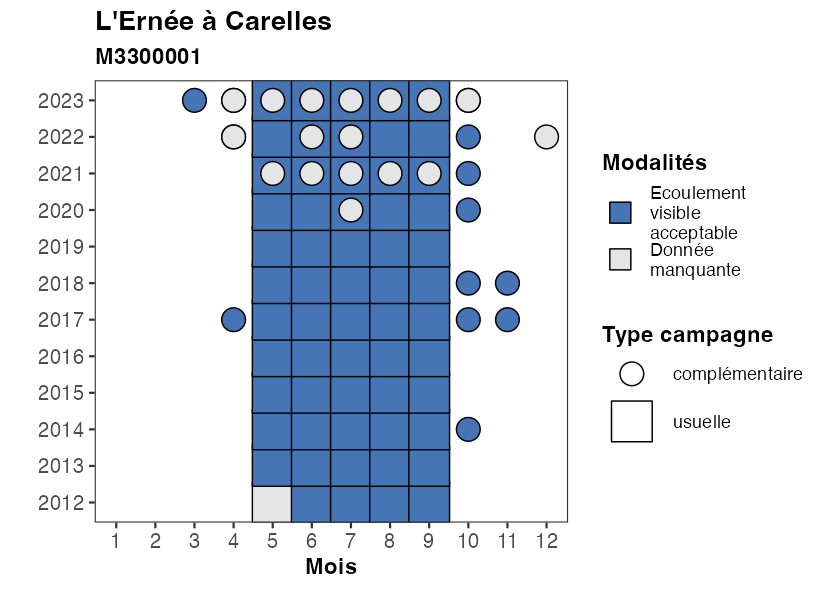 L'Ernée à Carelles
M3300001
2023
2022
2021
2020
2019
2018
2017
2016
2015
2014
2013
2012
1 2 3 4 5 6 7 8 9 10 11 12
Mois
Modalités
Ecoulement
visible
acceptable
Donnée
manquante
Type campagne
complémentaire
usuelle